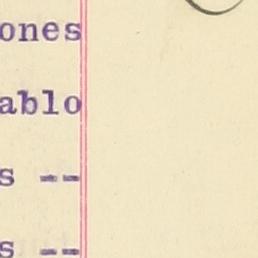 ones
ablo
s --
s --